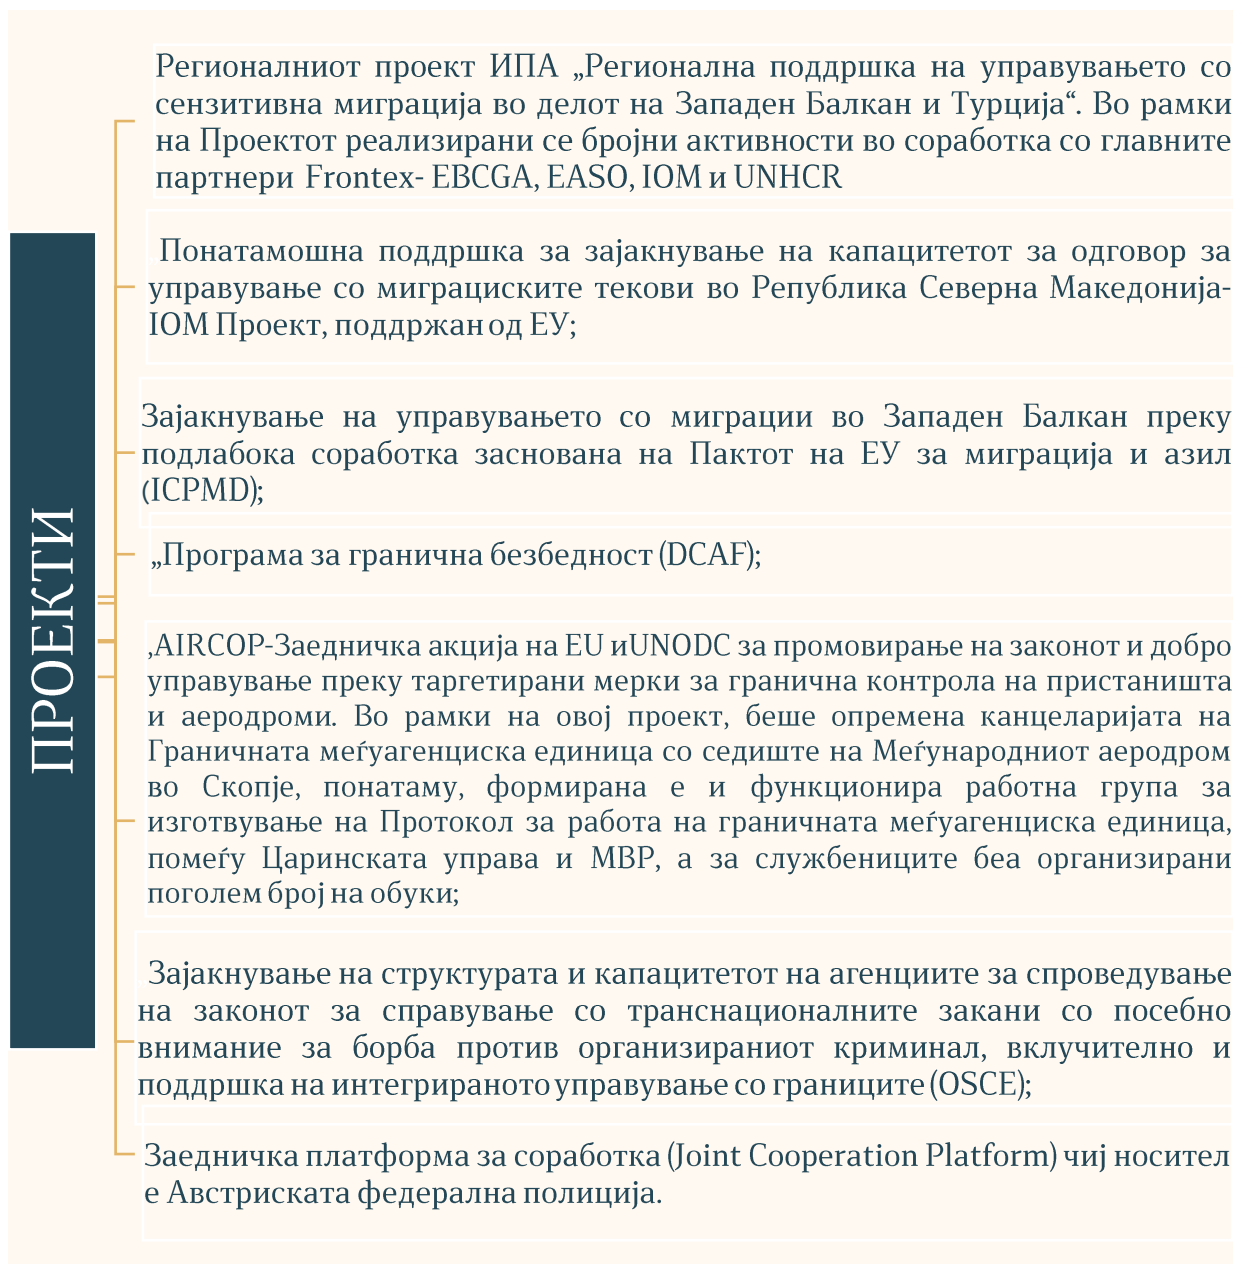 Регионалниот проект ИПА „Регионална поддршка на управувањето со
сензитивна миграција во делот на Западен Балкан и Турција“. Во рамки
на Проектот реализирани се бројни активности во соработка со главните
партнери Frontex- EBCGA, EASO, IOM и UNHCR
Понатамошна поддршка за зајакнување на капацитетот за одговор за
управување со миграциските текови во Република Северна Македонија-
IOM Проект, поддржан од ЕУ;
Зајакнување на управувањето со миграции во Западен Балкан преку
подлабока соработка заснована на Пактот на ЕУ за миграција и азил
(ICPMD);
„Програма за гранична безбедност (DCAF);
ПРОЕКТИ
,AIRCOP-Заедничка акција на EU иUNODC за промовирање на законот и добро
управување преку таргетирани мерки за гранична контрола на пристаништа
и аеродроми. Во рамки на овој проект, беше опремена канцеларијата на
Граничната меѓуагенциска единица со седиште на Меѓународниот аеродром
во Скопје, понатаму, формирана е и функционира работна група за
изготвување на Протокол за работа на граничната меѓуагенциска единица,
помеѓу Царинската управа и МВР, а за службениците беа организирани
поголем број на обуки;
Зајакнување на структурата и капацитетот на агенциите за спроведување
на законот за справување со транснационалните закани со посебно
внимание за борба против организираниот криминал, вклучително и
поддршка на интегрираното управување со границите (OSCE);
Заедничка платформа за соработка (Joint Cooperation Platform) чиј носител
е Австриската федерална полиција.